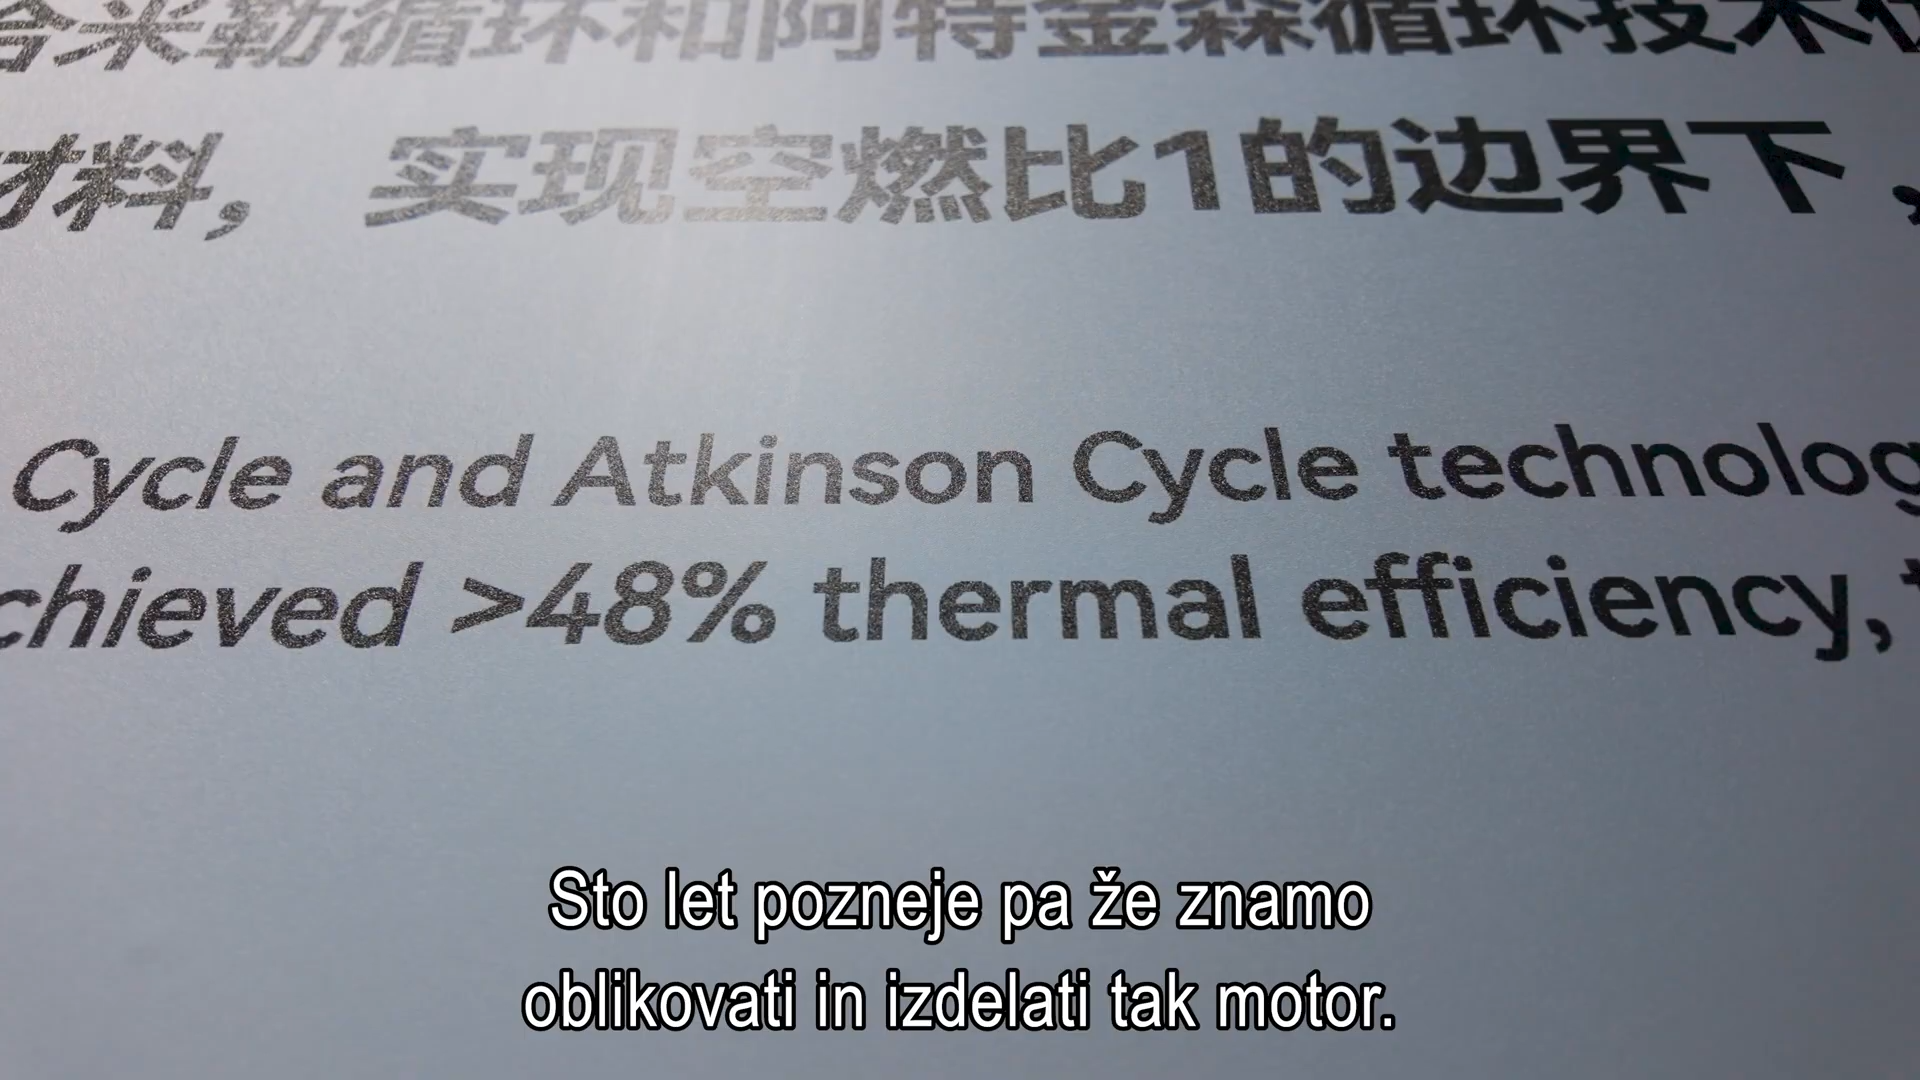 米勒循环和阿特金森循环技术
材料， 实现空燃比1的边界下，
Cycle and Atkinson Cycle technolog
chieved >48% thermal efficiency,
Sto let pozneje pa že znamo
oblikovati in izdelati tak motor.